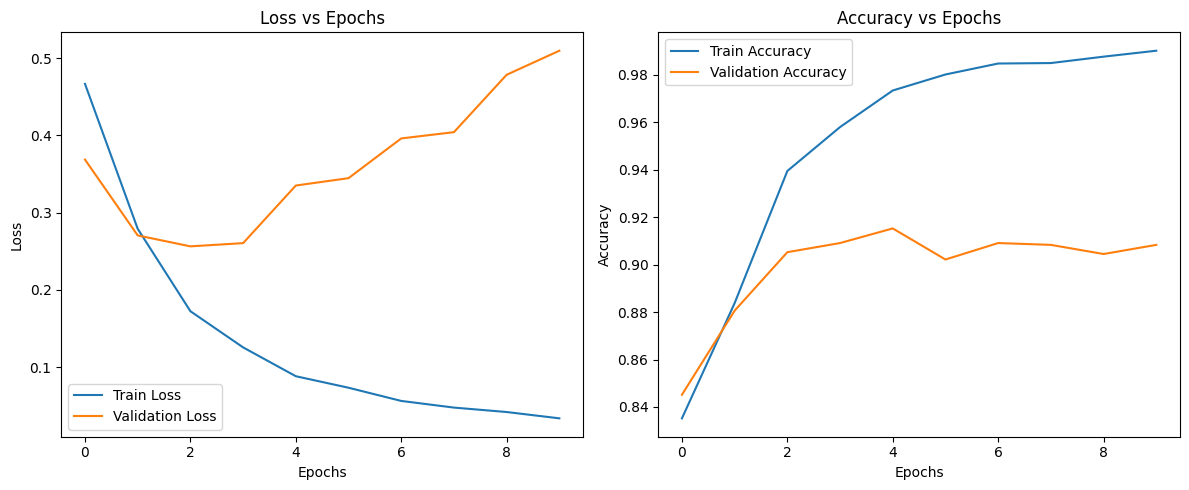 Loss vs Epochs
0.5
0.4
0.3
0.2
0.1
Loss
Train Loss
Validation Loss
0 2 4 6 8
Epochs
Accuracy vs Epochs
Train Accuracy
Validation Accuracy
0.98
0.96
0.94
0.92
0.90
0.88
0.86
0.84
Accuracy
0 2 4 6 8
Epochs